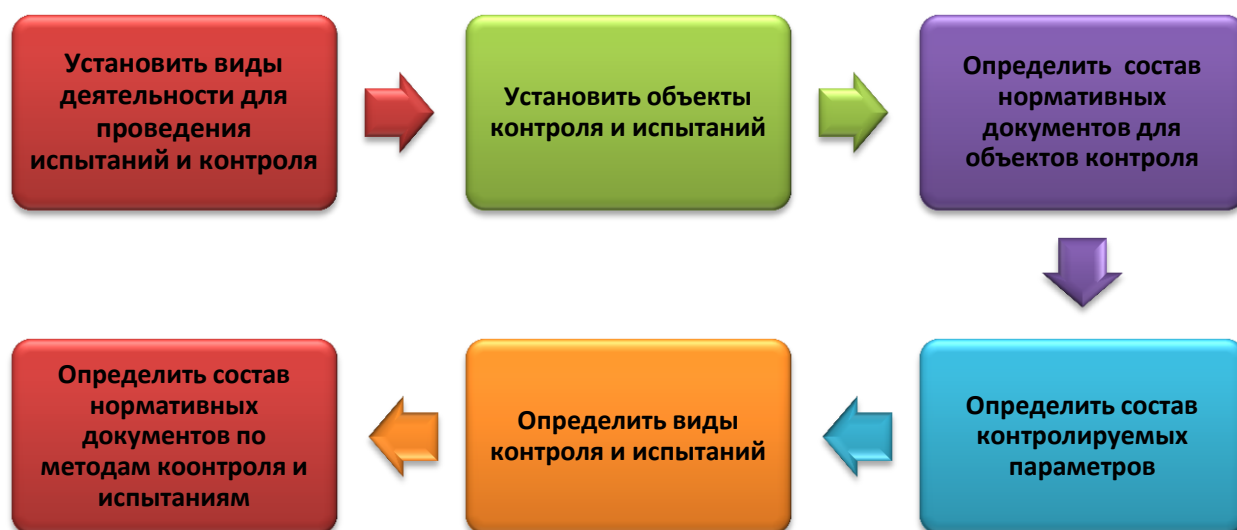 Установить виды
деятельности для
проведения
испытаний и контроля
Установить объекты
контроля и испытаний
Определить состав
нормативных
документов для
объектов контроля
Определить состав
контролируемых
параметров
Определить виды
контроля и испытаний
Определить состав
нормативных
документов по
методам коонтроля и
испытаниям